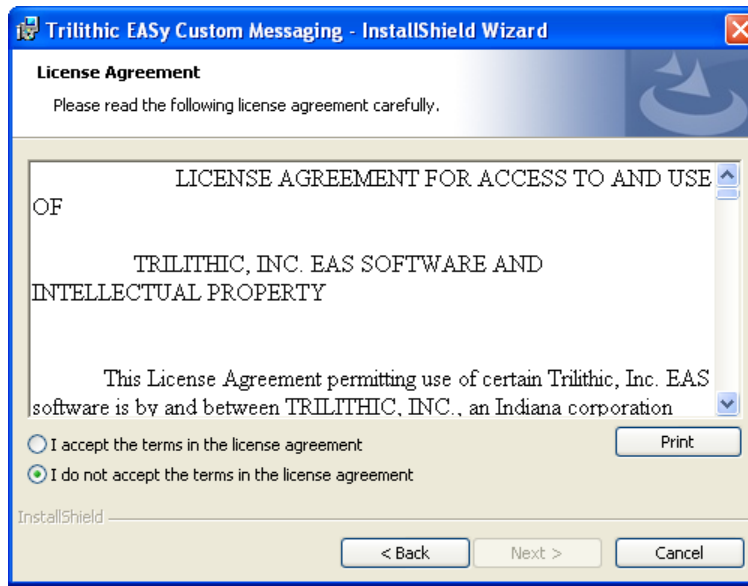 Trilithic EASy Custom Messaging - InstallShield Wizard
License Agreement
Please read the following license agreement carefully.
LICENSE AGREEMENT FOR ACCESS TO AND USE
OF
TRILITHIC, INC. EAS SOFTWARE AND
INTELLECTUAL PROPERTY
This License Agreement permitting use of certain Trilithic, Inc. EAS
software is by and between TRILITHIC, INC., an Indiana corporation
I accept the terms in the license agreement
Print
I do not accept the terms in the license agreement
InstallShield
< Back
Next >
Cancel